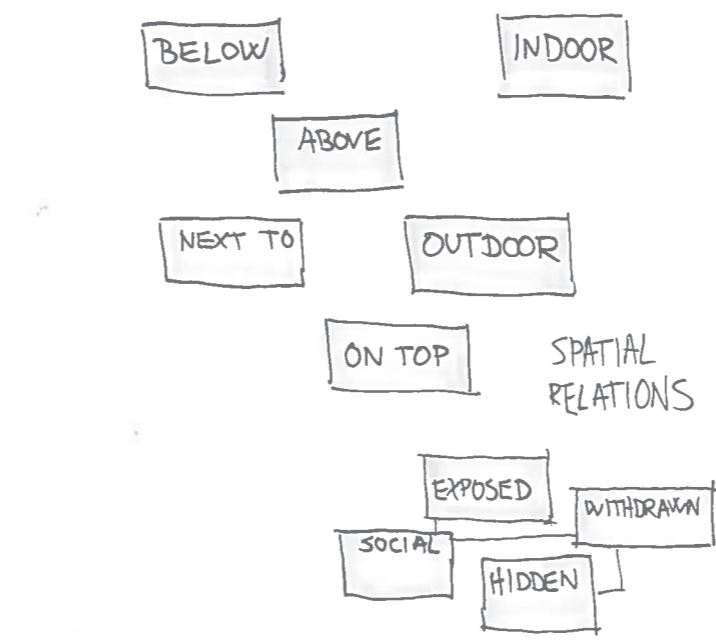 BELOW
INDOOR
ABOVE
NEXT TO
OUTDOOR
ON TOP
SPATIAL
RELATIONS
EXPOSED
WITHDRAWN
SOCIAL
HIDDEN